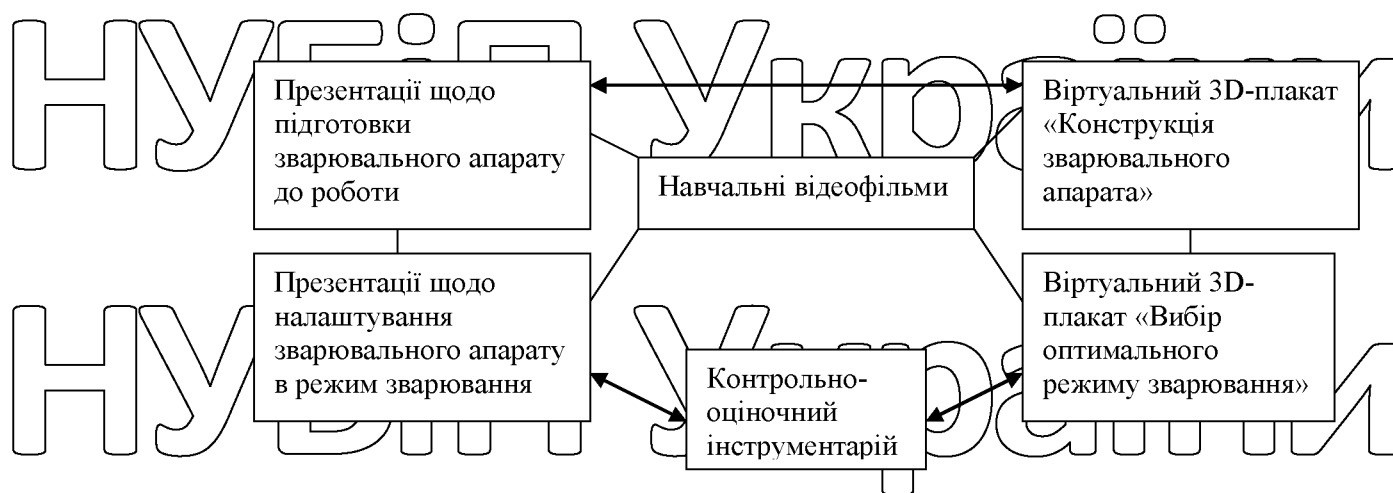 НУБіП України
Презентації щодо
підготовки
зварювального апарату
до роботи
Навчальні відеофільми
Віртуальний 3D-плакат
«Конструкція
зварювального
апарата»
НУБіП України
Презентації щодо
налаштування
зварювального апарату
в режим зварювання
Контрольно-
оціночний
інструментарій
Віртуальний 3D-
плакат «Вибір
оптимального
режиму зварювання»